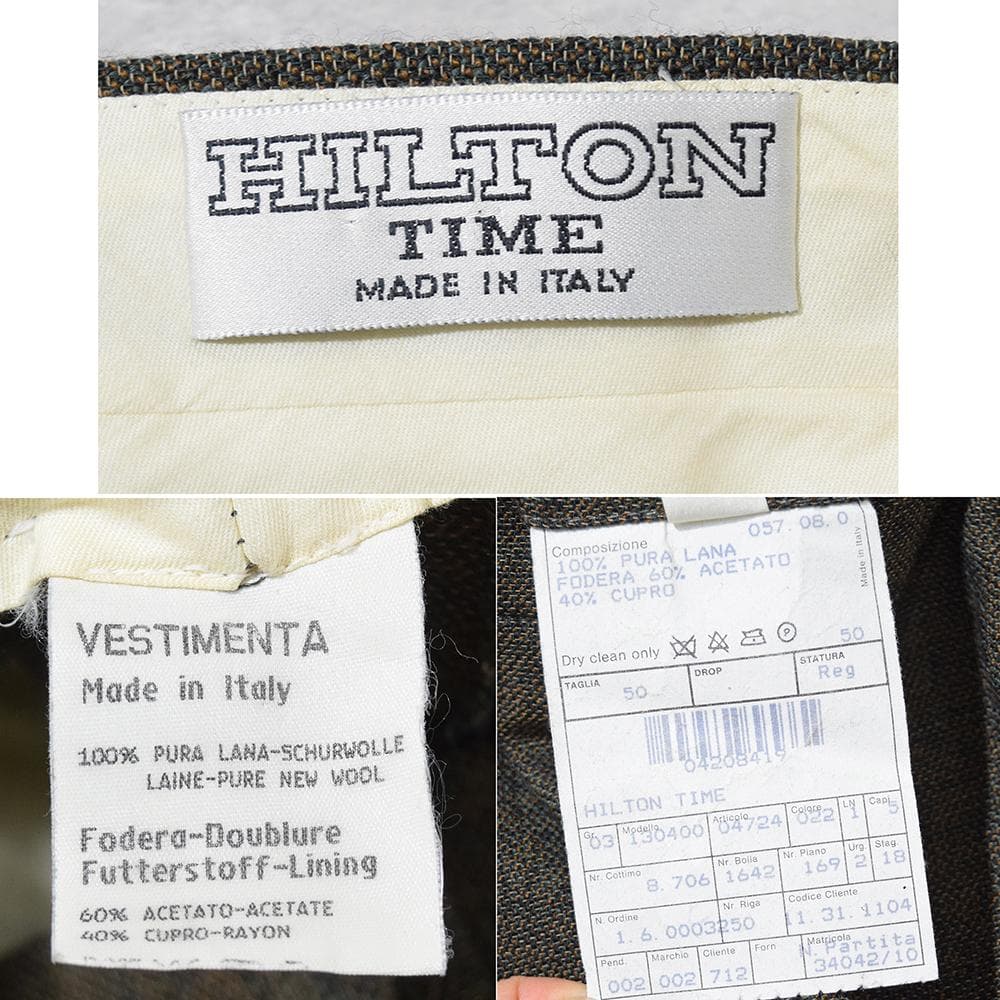 HILTON
TIME
MADE IN ITALY
VESTIMENTA
Made in Italy
100% PURA LANA-SCHURWOLLE
LAINE-PURE NEW WOOL
Fodera-Doublure
Futterstoff-Lining
60% ACETATO-ACETATE
40% CUPRO-RAYON
057.08.0
Composizione
100% PURA LANA
FODERA 60% ACETATO
40% CUPRO
Made in Italy
Dry clean only P 50
TAGLIA 50 DROP STATURA Reg
04208419
HILTON TIME
Gr. 03 Modello 130400 Articolo 04/24 Colore 022 LN 1 Capi 5
Nr. Cottimo 8.706 Nr. Bolla 1642 Nr. Piano 169 Urg. 2 Stag. 18
N. Ordine 1.6.0003250 Nr. Riga Codice Cliente 11.31.1104
Pend. 002 Marchio 002 Cliente 712 Forn Matricola N.Partita 34042/10